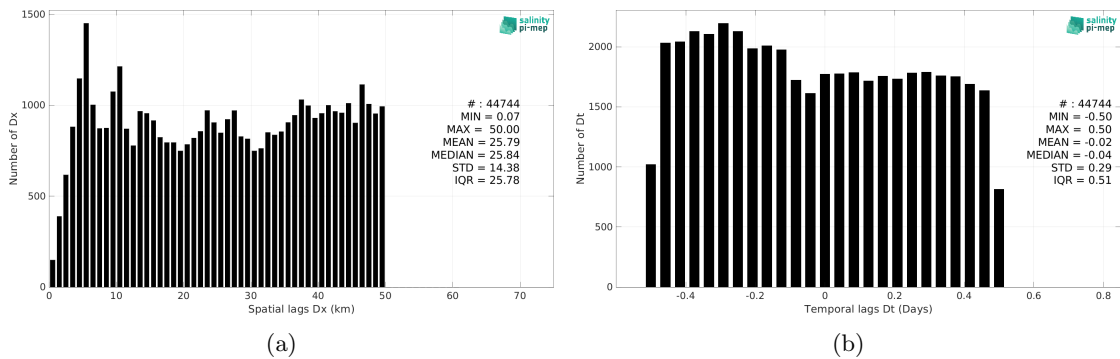 1500
1000
500
0
0 10 20 30 40 50 60 70
Number of Dx
Spatial lags Dx (km)
salinity
pi-mep
# : 44744
MIN = 0.07
MAX = 50.00
MEAN = 25.79
MEDIAN = 25.84
STD = 14.38
IQR = 25.78
(a)
2000
1500
1000
500
0
-0.4 -0.2 0 0.2 0.4 0.6 0.8
Number of Dt
Temporal lags Dt (Days)
salinity
pi-mep
# : 44744
MIN = -0.50
MAX = 0.50
MEAN = -0.02
MEDIAN = -0.04
STD = 0.29
IQR = 0.51
(b)